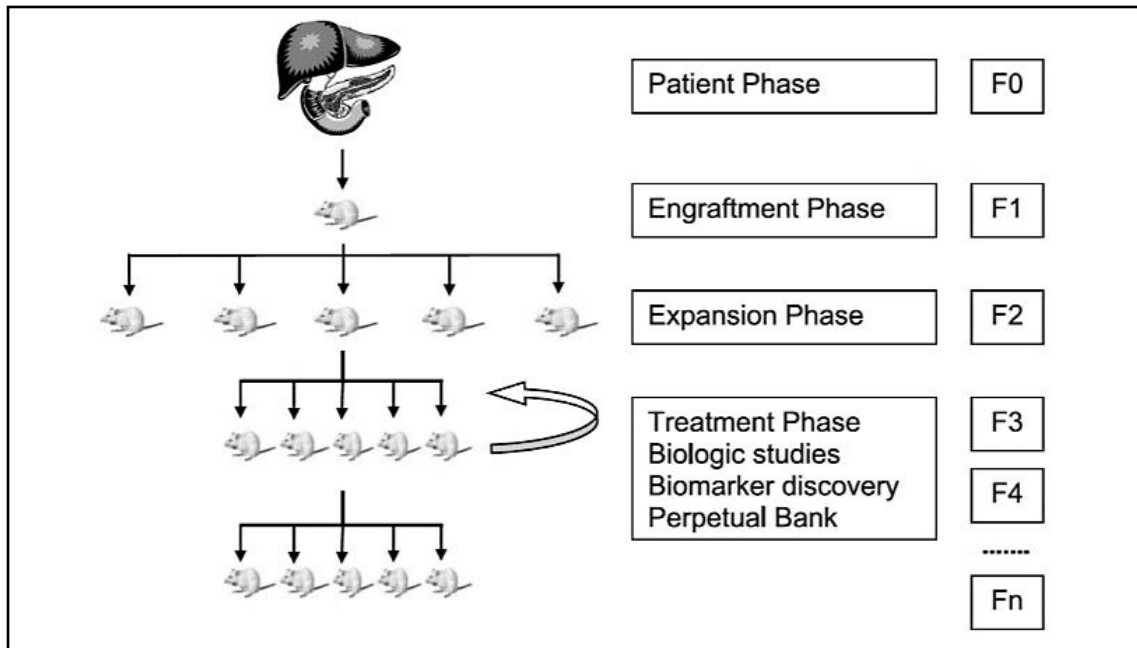 Patient Phase
F0
Engraftment Phase
F1
Expansion Phase
F2
Treatment Phase
Biologic studies
Biomarker discovery
Perpetual Bank
F3
F4
.......
Fn